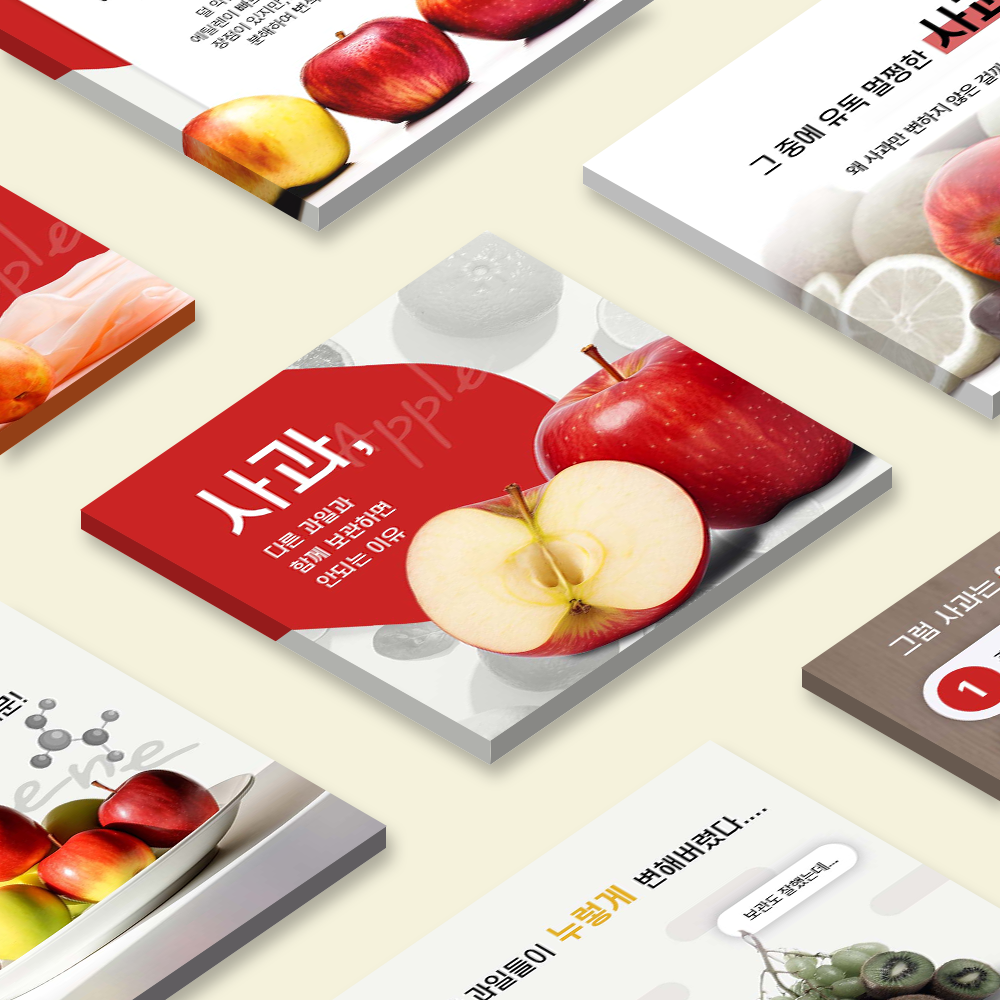 에틸렌이 빠
장점이 있지만,
분해하여 변색
그 중에 유독 멀쩡한 사과
왜 사과만 변하지 않은 걸까
Apple
사과,
다른 과일과
함께 보관하면
안되는 이유
Apple
그럼 사과는
1
문!
ene
과일들이 누렇게 변해버렸다....
보관도 잘했는데...